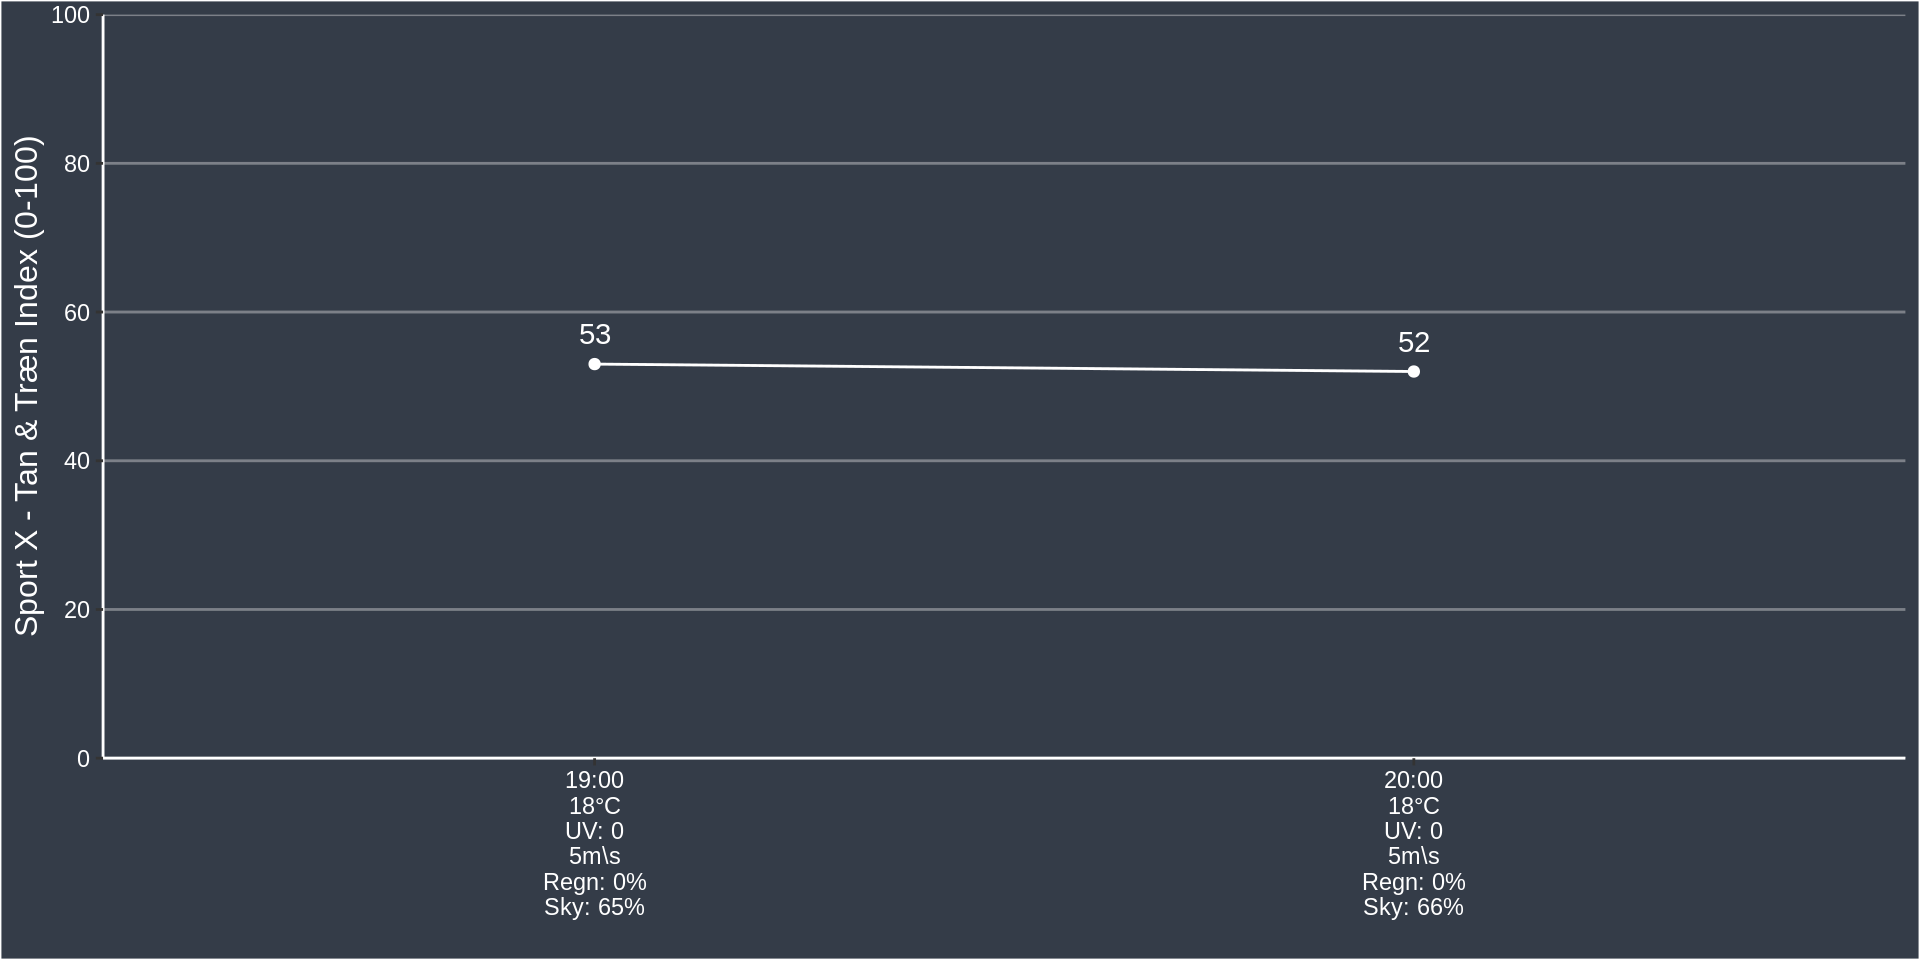 Sport X - Tan & Træn Index (0-100)
100
80
60
40
20
0
53
52
19:00
18°C
UV: 0
5m\s
Regn: 0%
Sky: 65%
20:00
18°C
UV: 0
5m\s
Regn: 0%
Sky: 66%